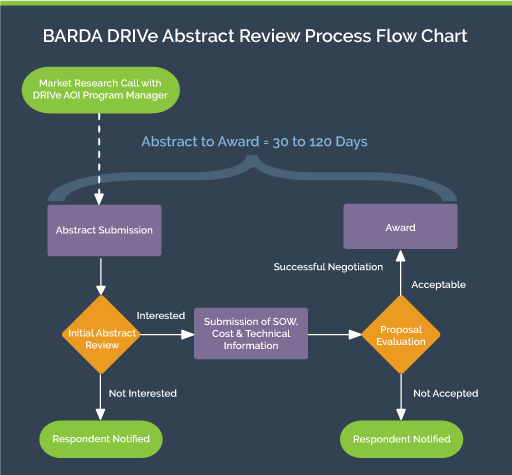 BARDA DRIVe Abstract Review Process Flow Chart
Market Research Call with
DRIVe AOI Program Manager
Abstract to Award = 30 to 120 Days
Abstract Submission
Award
Successful Negotiation
Acceptable
Initial Abstract
Review
Interested
Submission of SOW,
Cost & Technical
Information
Proposal
Evaluation
Not Interested
Not Accepted
Respondent Notified
Respondent Notified